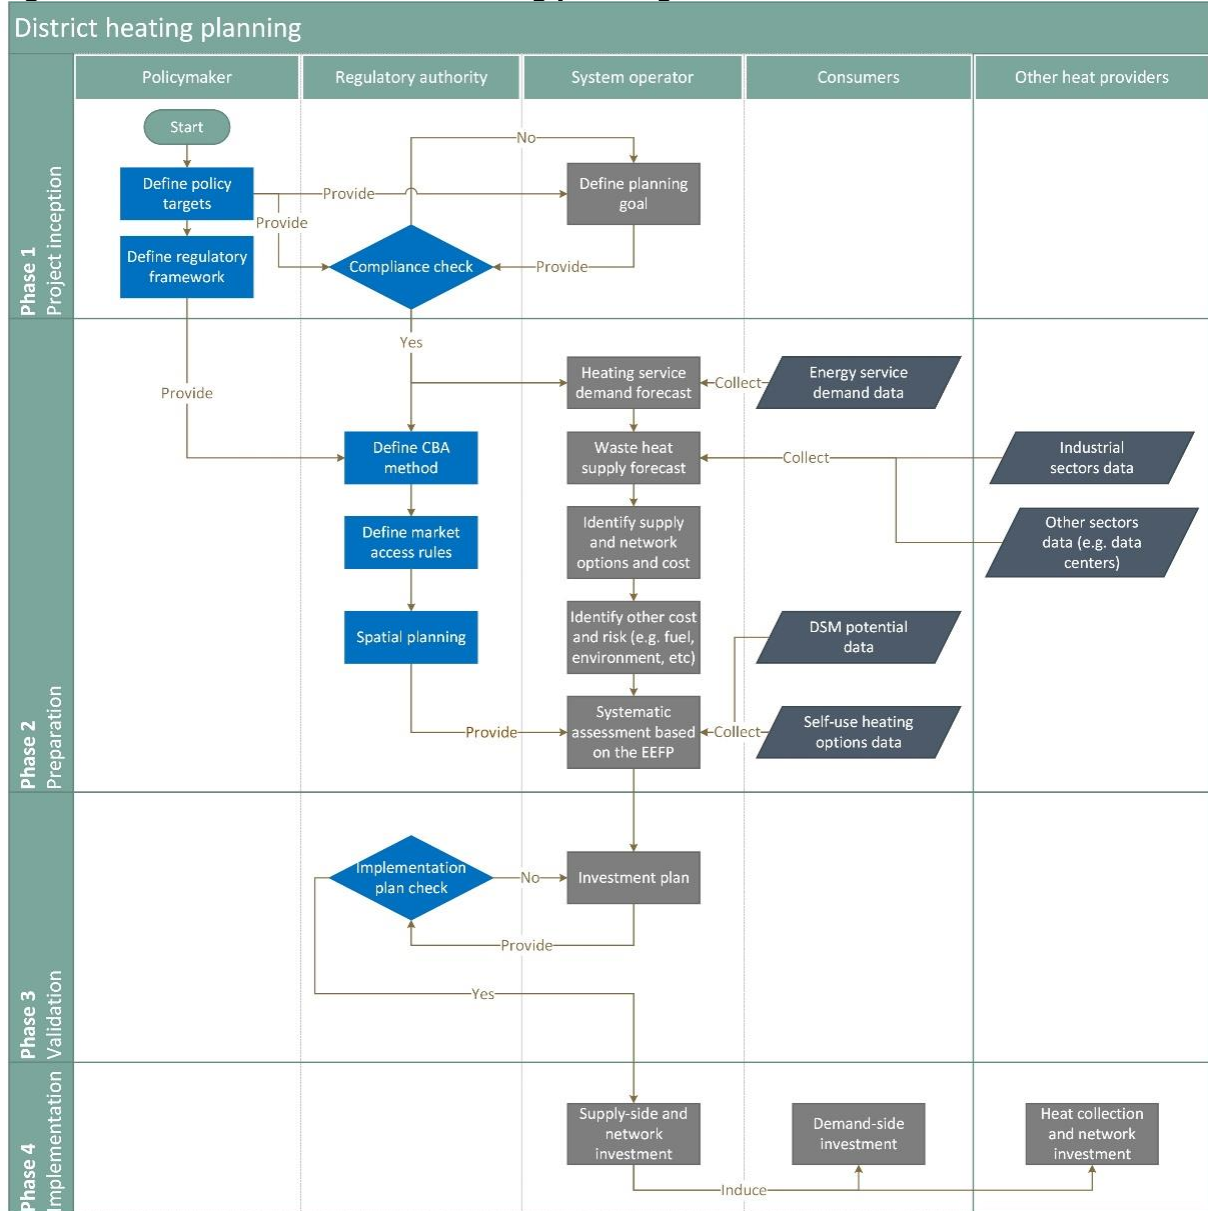 District heating planning
Policymaker
Regulatory authority
System operator
Consumers
Other heat providers
Phase 1
Project inception
Start
No
Define policy
targets
Provide
Define planning
goal
Provide
Define regulatory
framework
Compliance check
Provide
Phase 2
Preparation
Yes
Provide
Heating service
demand forecast
Collect
Energy service
demand data
Define CBA
method
Waste heat
supply forecast
Collect
Industrial
sectors data
Define market
access rules
Identify supply
and network
options and cost
Other sectors
data (e.g. data
centers)
Spatial planning
Identify other cost
and risk (e.g. fuel,
environment, etc)
DSM potential
data
Provide
Systematic
assessment based
on the EEFP
Collect
Self-use heating
options data
Phase 3
Validation
Implementation
plan check
No
Investment plan
Provide
Yes
Phase 4
Implementation
Supply-side and
network
investment
Demand-side
investment
Heat collection
and network
investment
Induce